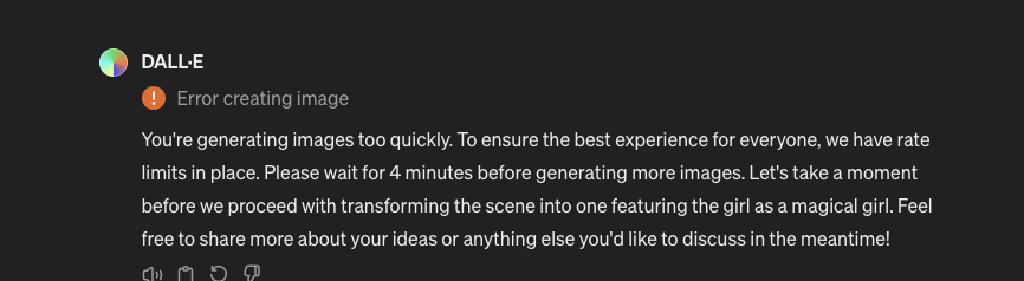 DALL·E
! Error creating image
You're generating images too quickly. To ensure the best experience for everyone, we have rate
limits in place. Please wait for 4 minutes before generating more images. Let's take a moment
before we proceed with transforming the scene into one featuring the girl as a magical girl. Feel
free to share more about your ideas or anything else you'd like to discuss in the meantime!